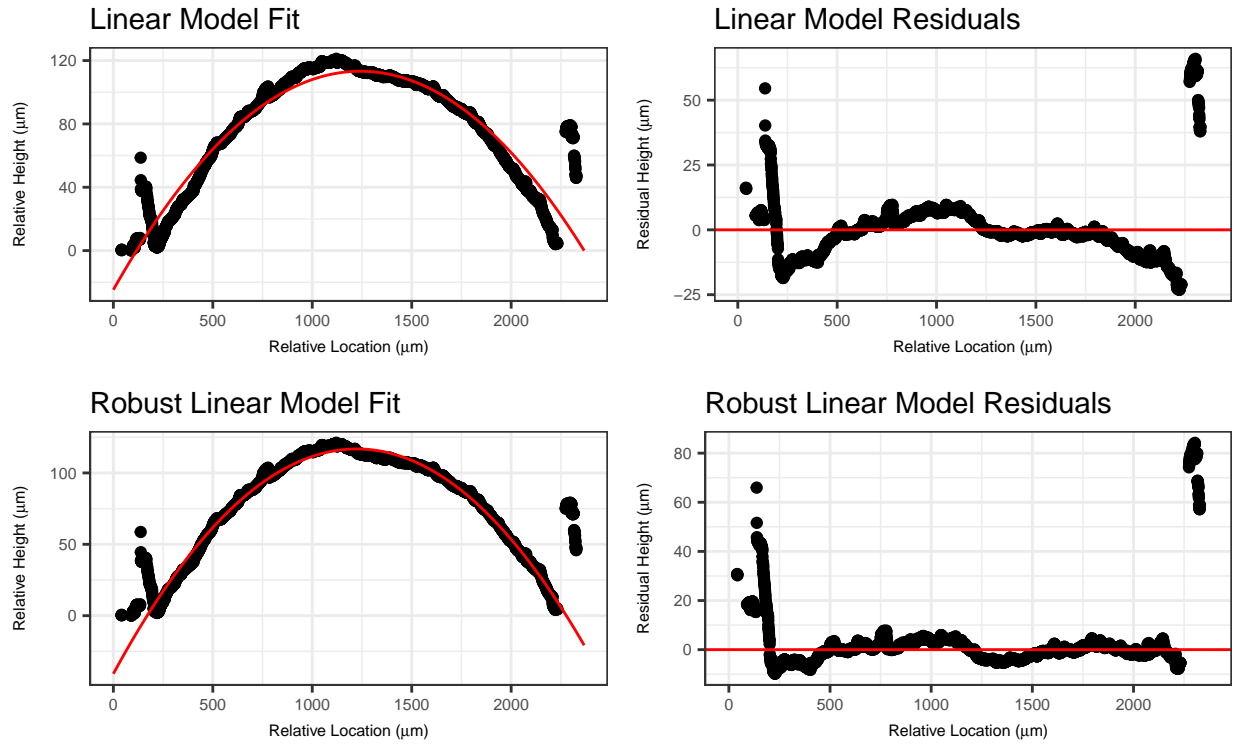 Linear Model Fit
Relative Height (μm)
120
80
40
0
0 500 1000 1500 2000
Relative Location (μm)
Linear Model Residuals
Residual Height (μm)
50
25
0
−25
0 500 1000 1500 2000
Relative Location (μm)
Robust Linear Model Fit
Relative Height (μm)
100
50
0
0 500 1000 1500 2000
Relative Location (μm)
Robust Linear Model Residuals
Residual Height (μm)
80
60
40
20
0
0 500 1000 1500 2000
Relative Location (μm)